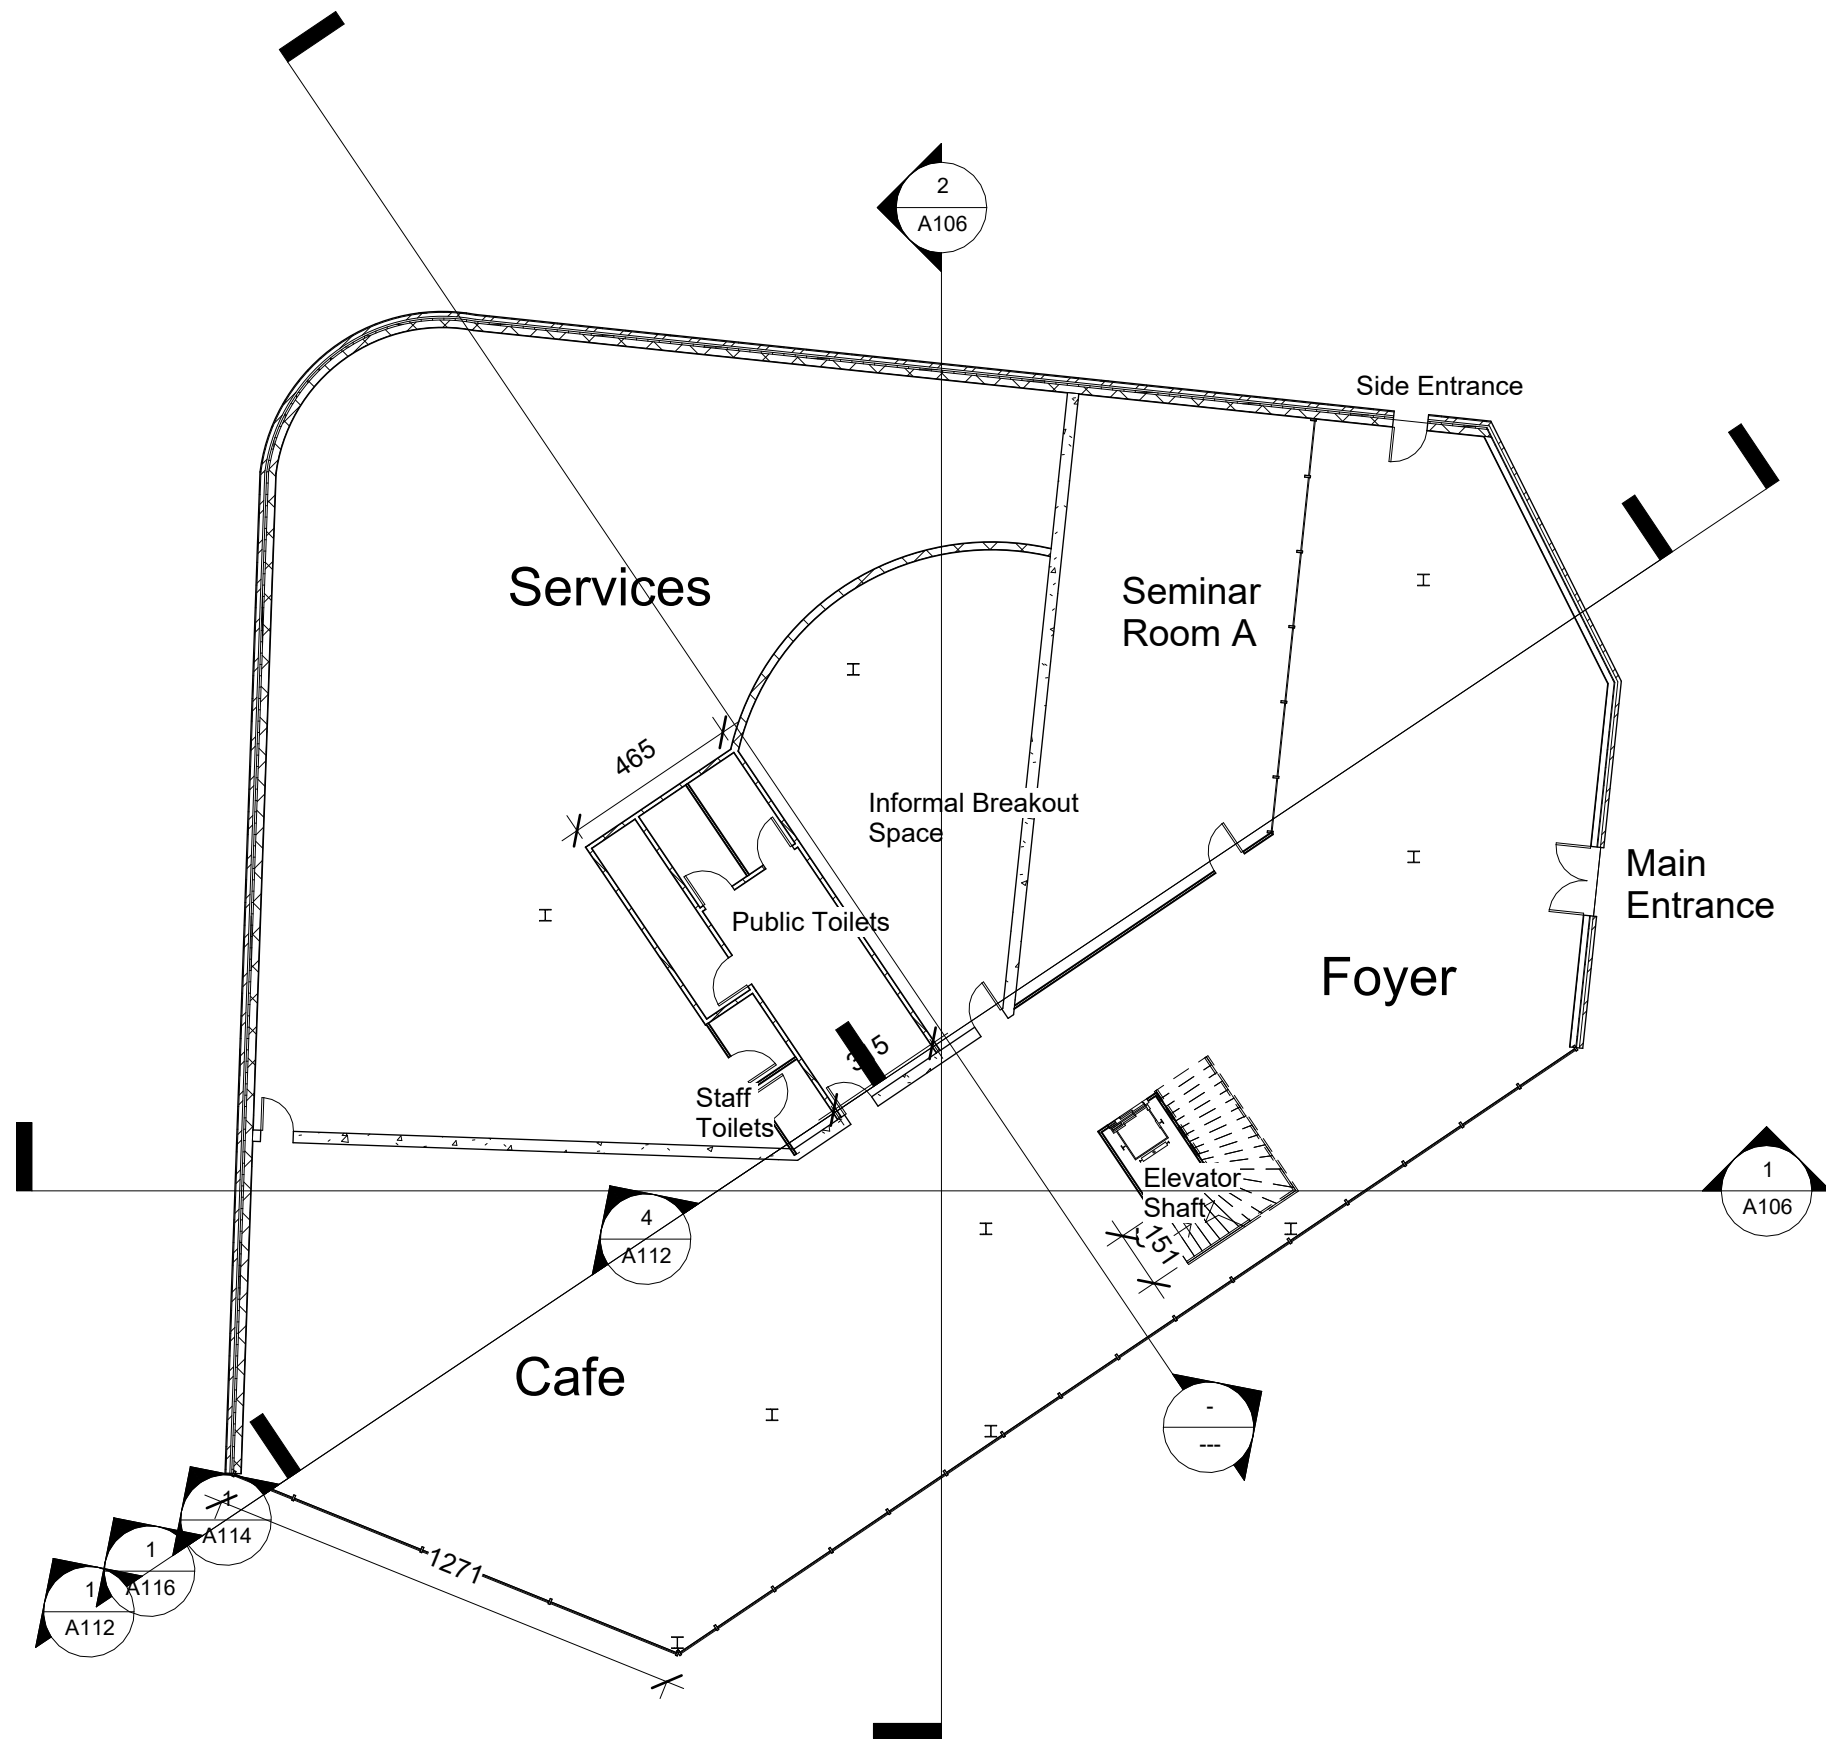 2
A106
Side Entrance
Services
Seminar
Room A
465
Informal Breakout
Space
Main
Entrance
Public Toilets
Foyer
Staff
Toilets
Elevator
Shaft
1
A106
4
A112
151
Cafe
-
---
1
A114
1271
1
A116
1
A112